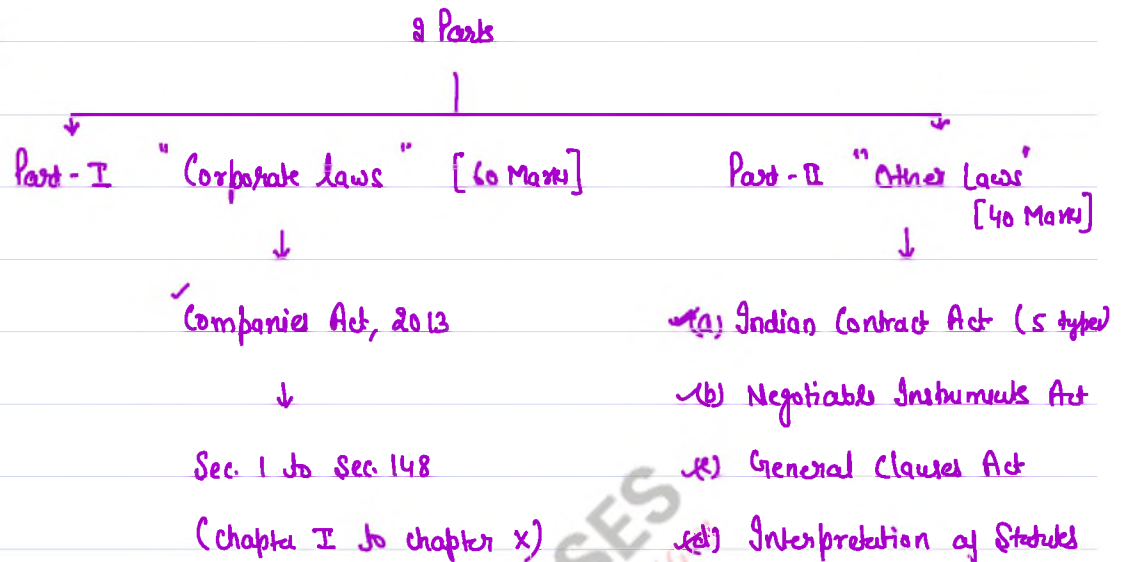 2 Parts
Part - I "Corporate laws" [60 Marks]
Part - II "Other Laws"
[40 Marks]
Companies Act, 2013
(a) Indian Contract Act (5 types)
(b) Negotiable Instruments Act
Sec. 1 to Sec. 148
(c) General Clauses Act
(chapter I to chapter X)
(d) Interpretation of Statutes
SES